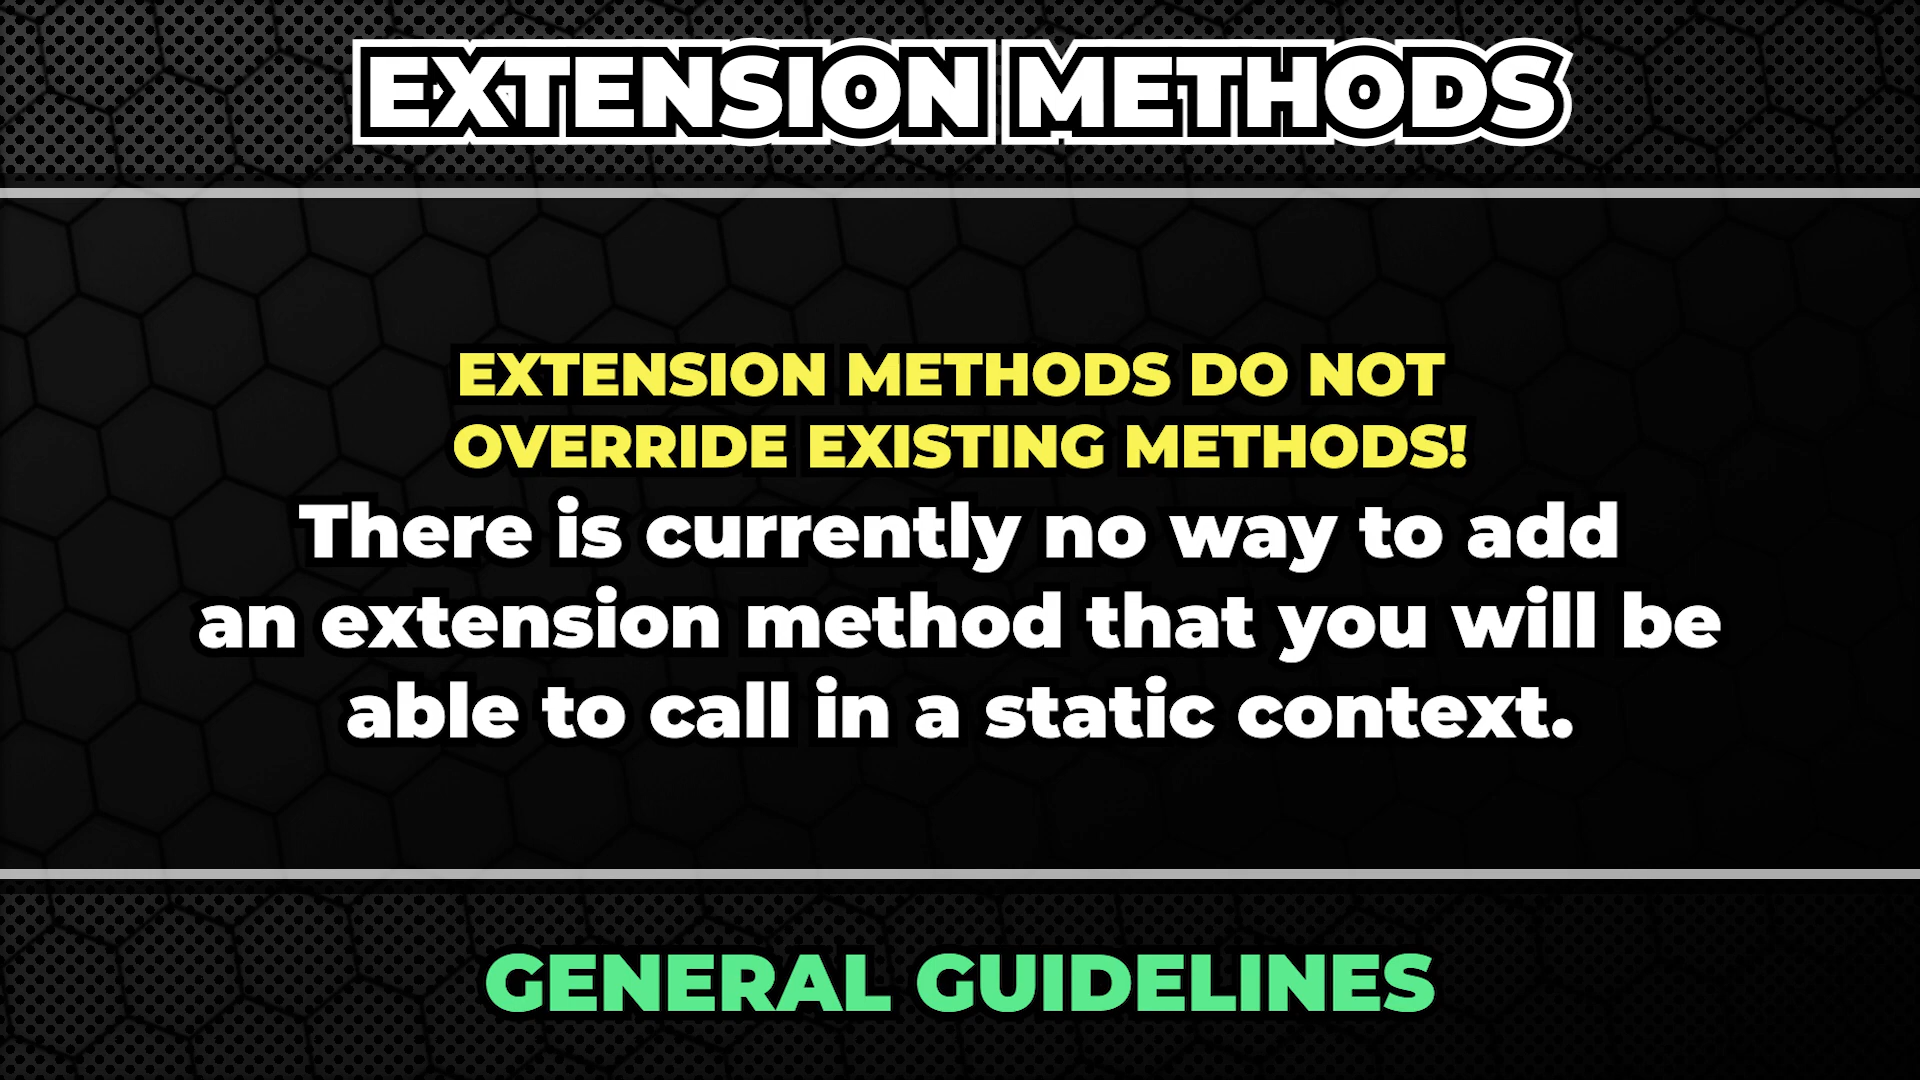 EXTENSION METHODS
EXTENSION METHODS DO NOT
OVERRIDE EXISTING METHODS!
There is currently no way to add
an extension method that you will be
able to call in a static context.
GENERAL GUIDELINES